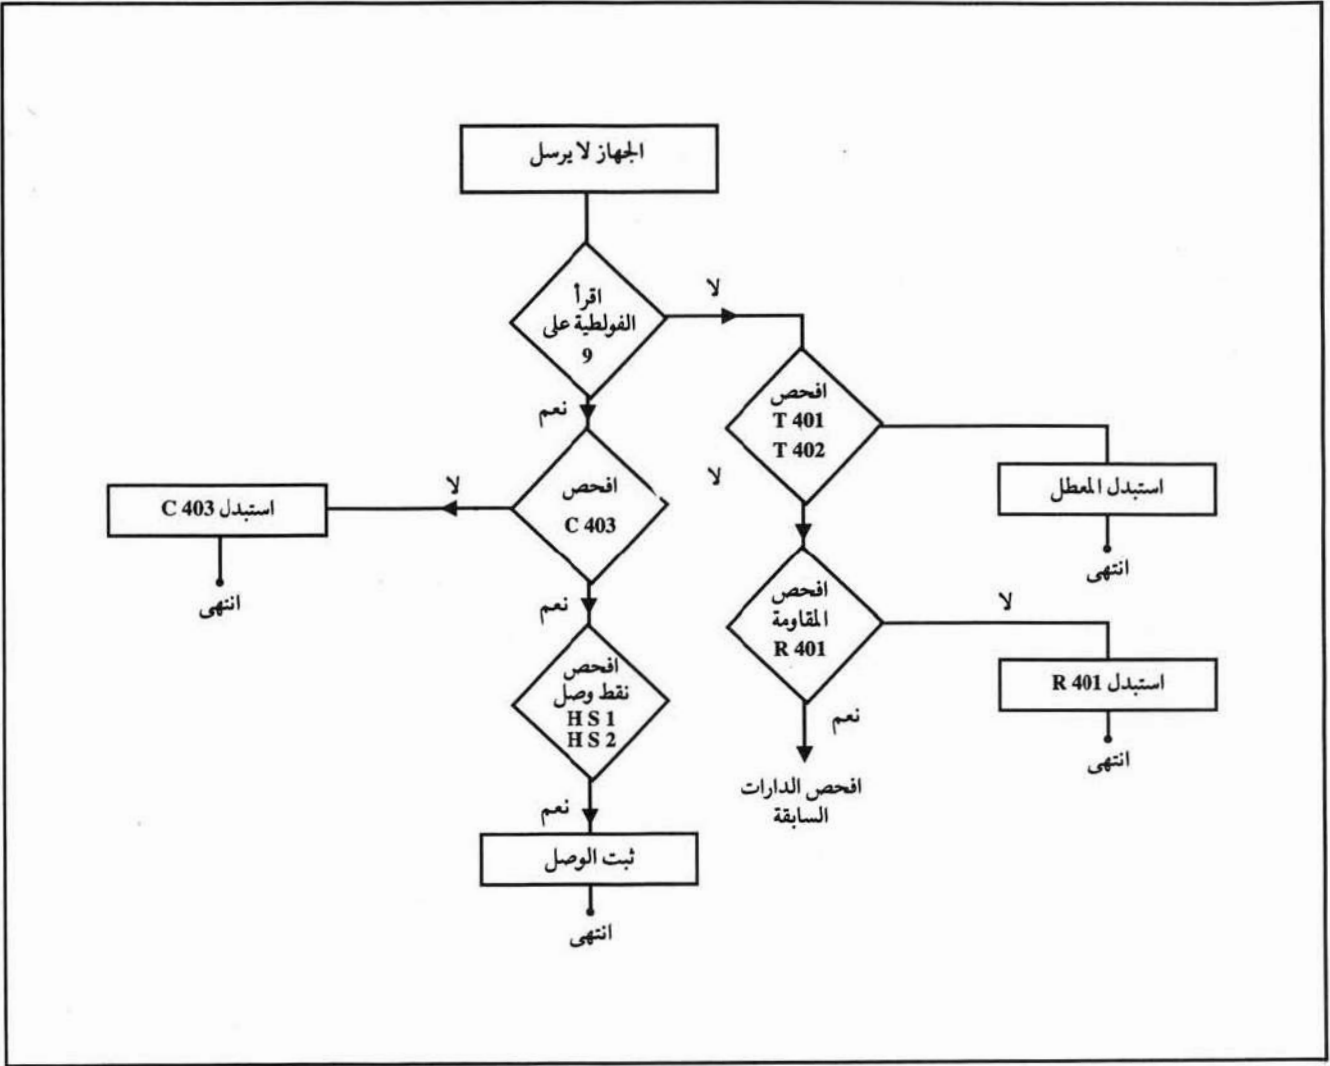 الجهاز لا يرسل
اقرأ
الفولطية على
9
لا
نعم
افحص
T 401
T 402
استبدل المعطل
انتهى
لا
افحص
C 403
لا
استبدل C 403
انتهى
نعم
افحص
المقاومة
R 401
لا
استبدل R 401
انتهى
نعم
افحص الدارات
السابقة
افحص
نقط وصل
H S 1
H S 2
نعم
ثبت الوصل
انتهى